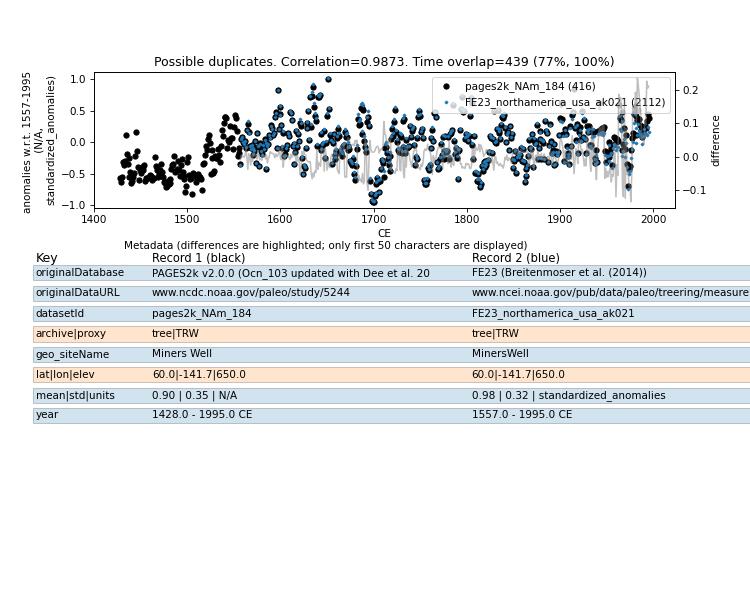 Possible duplicates. Correlation=0.9873. Time overlap=439 (77%, 100%)
anomalies w.r.t. 1557-1995
(N/A,
standardized_anomalies)
1.0
0.5
0.0
−0.5
−1.0
pages2k_NAm_184 (416)
FE23_northamerica_usa_ak021 (2112)
0.2
0.1
0.0
−0.1
difference
1400 1500 1600 1700 1800 1900 2000
CE
Metadata (differences are highlighted; only first 50 characters are displayed)
Key Record 1 (black) Record 2 (blue)
originalDatabase PAGES2k v2.0.0 (Ocn_103 updated with Dee et al. 20 FE23 (Breitenmoser et al. (2014))
originalDataURL www.ncdc.noaa.gov/paleo/study/5244 www.ncei.noaa.gov/pub/data/paleo/treering/measure
datasetId pages2k_NAm_184 FE23_northamerica_usa_ak021
archive|proxy tree|TRW tree|TRW
geo_siteName Miners Well MinersWell
lat|lon|elev 60.0|-141.7|650.0 60.0|-141.7|650.0
mean|std|units 0.90 | 0.35 | N/A 0.98 | 0.32 | standardized_anomalies
year 1428.0 - 1995.0 CE 1557.0 - 1995.0 CE